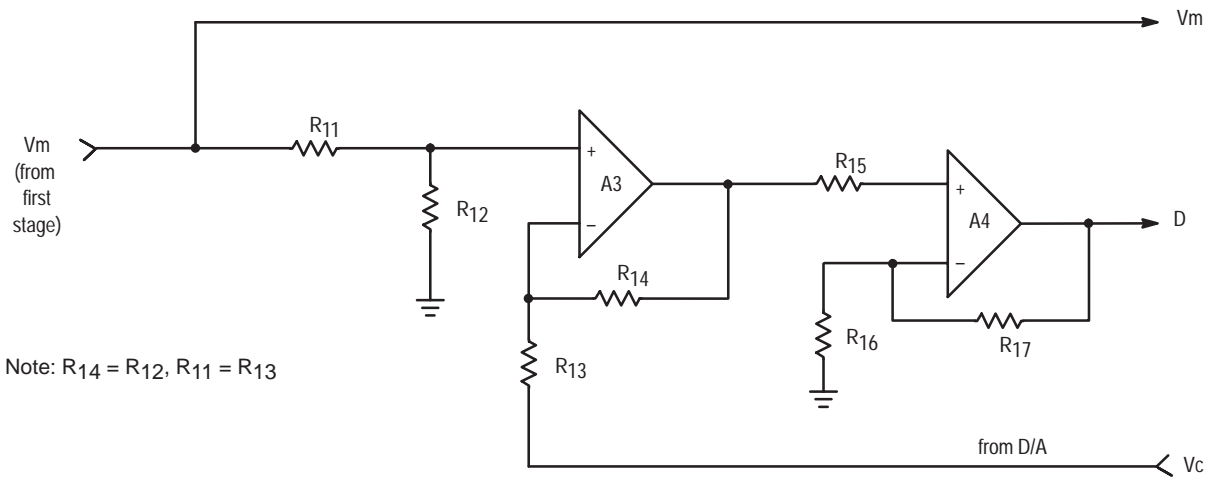 Vm
Vm
(from
first
stage)
R11
R12
+
A3
−
R14
R13
R15
+
A4
−
D
R16
R17
Note: R14 = R12, R11 = R13
from D/A
Vc